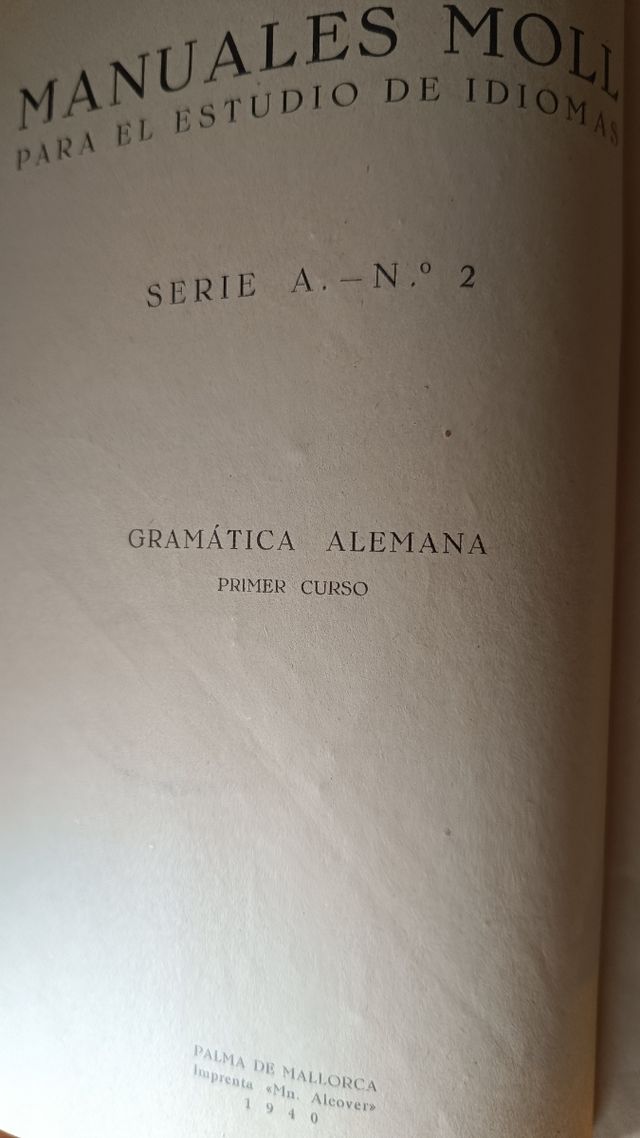 MANUALES MOLL
PARA EL ESTUDIO DE IDIOMAS
SERIE A. – N.º 2
GRAMÁTICA ALEMANA
PRIMER CURSO
PALMA DE MALLORCA
Imprenta «Mn. Alcover»
1 9 4 0